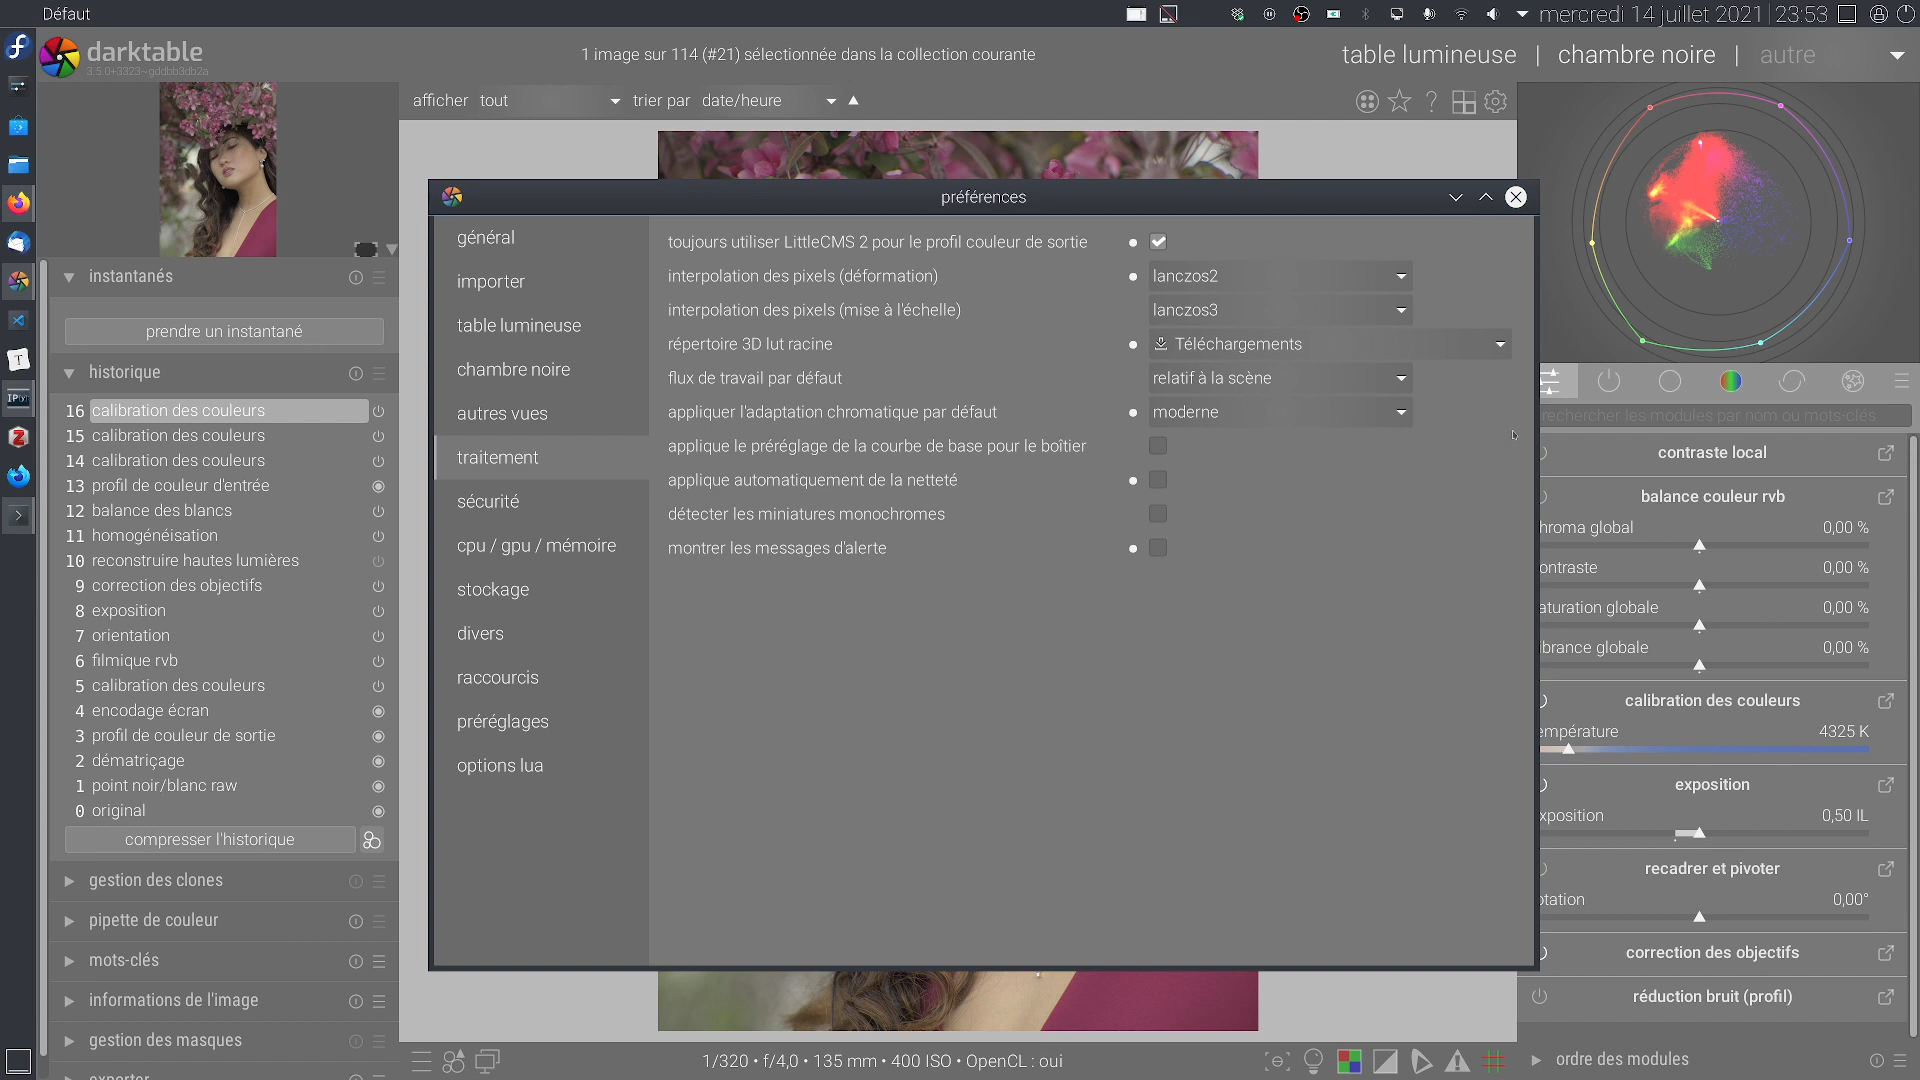 Défaut
mercredi 14 juillet 2021 23:53
darktable
3.5.0+3323~gddbb3db2a
1 image sur 114 (#21) sélectionnée dans la collection courante
table lumineuse | chambre noire | autre
afficher tout
trier par date/heure
instantanés
prendre un instantané
historique
16 calibration des couleurs
15 calibration des couleurs
14 calibration des couleurs
13 profil de couleur d'entrée
12 balance des blancs
11 homogénéisation
10 reconstruire hautes lumières
9 correction des objectifs
8 exposition
7 orientation
6 filmique rvb
5 calibration des couleurs
4 encodage écran
3 profil de couleur de sortie
2 dématriçage
1 point noir/blanc raw
0 original
compresser l'historique
gestion des clones
pipette de couleur
mots-clés
informations de l'image
gestion des masques
préférences
général
importer
table lumineuse
chambre noire
autres vues
traitement
sécurité
cpu / gpu / mémoire
stockage
divers
raccourcis
préréglages
options lua
toujours utiliser LittleCMS 2 pour le profil couleur de sortie
interpolation des pixels (déformation) lanczos2
interpolation des pixels (mise à l'échelle) lanczos3
répertoire 3D lut racine Téléchargements
flux de travail par défaut relatif à la scène
appliquer l'adaptation chromatique par défaut moderne
applique le préréglage de la courbe de base pour le boîtier
applique automatiquement de la netteté
détecter les miniatures monochromes
montrer les messages d'alerte
1/320 • f/4,0 • 135 mm • 400 ISO • OpenCL : oui
rechercher les modules par nom ou mots-clés
contraste local
balance couleur rvb
hroma global 0,00 %
ontraste 0,00 %
aturation globale 0,00 %
ibrance globale 0,00 %
calibration des couleurs
empérature 4325 K
exposition
xposition 0,50 IL
recadrer et pivoter
otation 0,00°
correction des objectifs
réduction bruit (profil)
ordre des modules